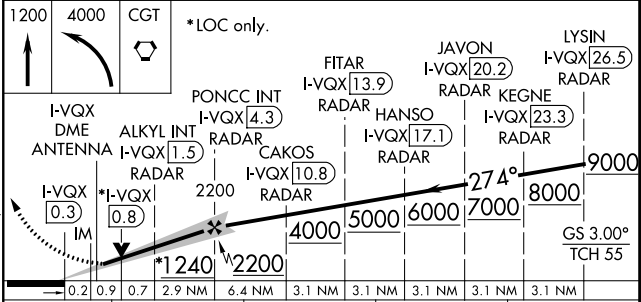 1200
4000
CGT
*LOC only.
LYSIN
I-VQX 26.5
RADAR
JAVON
I-VQX 20.2
RADAR
FITAR
I-VQX 13.9
RADAR
KEGNE
I-VQX 23.3
RADAR
PONCC INT
I-VQX 4.3
RADAR
HANSO
I-VQX 17.1
RADAR
I-VQX
DME
ANTENNA
ALKYL INT
I-VQX 1.5
RADAR
CAKOS
I-VQX 10.8
RADAR
I-VQX
0.3
IM
*I-VQX
0.8
2200
274°
9000
8000
7000
6000
5000
4000
2200
*1240
GS 3.00°
TCH 55
0.2
0.9
0.7
2.9 NM
6.4 NM
3.1 NM
3.1 NM
3.1 NM
3.1 NM
3.1 NM